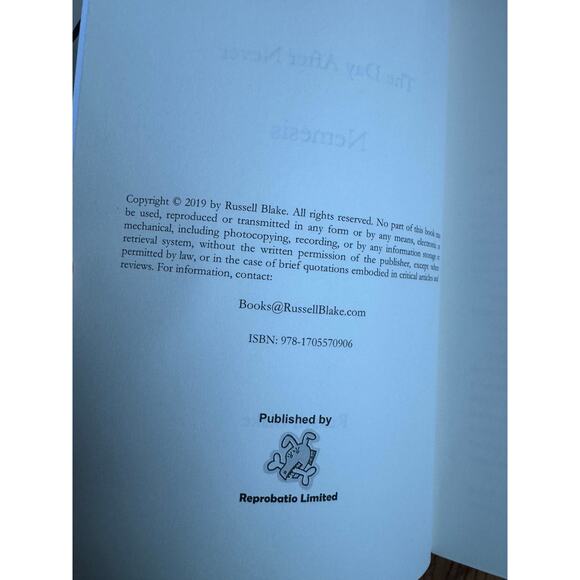 The Day After Never
Nemesis
Copyright © 2019 by Russell Blake. All rights reserved. No part of this book may
be used, reproduced or transmitted in any form or by any means, electronic or
mechanical, including photocopying, recording, or by any information storage or
retrieval system, without the written permission of the publisher, except where
permitted by law, or in the case of brief quotations embodied in critical articles and
reviews. For information, contact:
Books@RussellBlake.com
ISBN: 978-1705570906
Published by
Reprobatio Limited